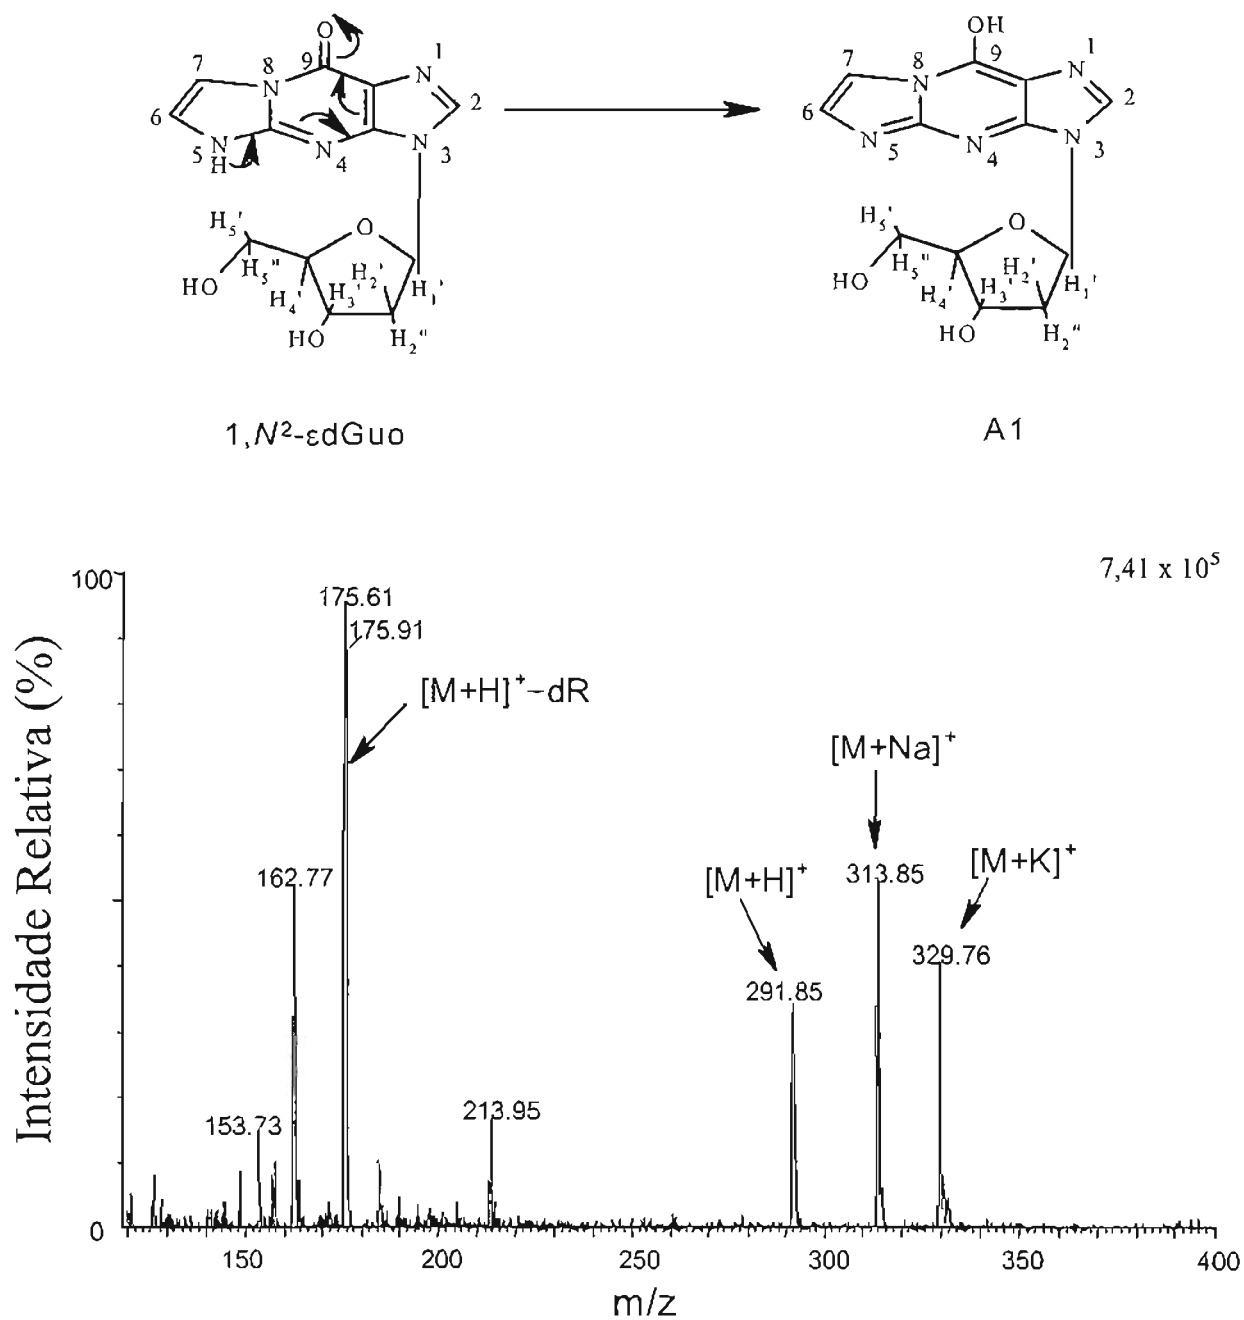 O OH
7 8 9 1 7 8 9 1
N N N N
6 2 6 2
N N N N N N
5 H 4 3 5 4 3
H5' O H5' O
HO H5" H4' H3' H2' H1' HO H5" H4' H3' H2' H1'
HO H2" HO H2"
1,N²-εdGuo A1
7,41 x 10⁵
100
175.61
175.91
[M+H]⁺–dR
[M+Na]⁺
[M+K]⁺
[M+H]⁺
162.77
313.85
329.76
291.85
153.73
213.95
0
150 200 250 300 350 400
m/z
Intensidade Relativa (%)